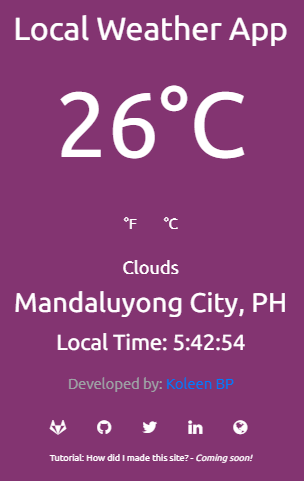 Local Weather App
26°C
°F °C
Clouds
Mandaluyong City, PH
Local Time: 5:42:54
Developed by: Koleen BP
Tutorial: How did I made this site? - Coming soon!